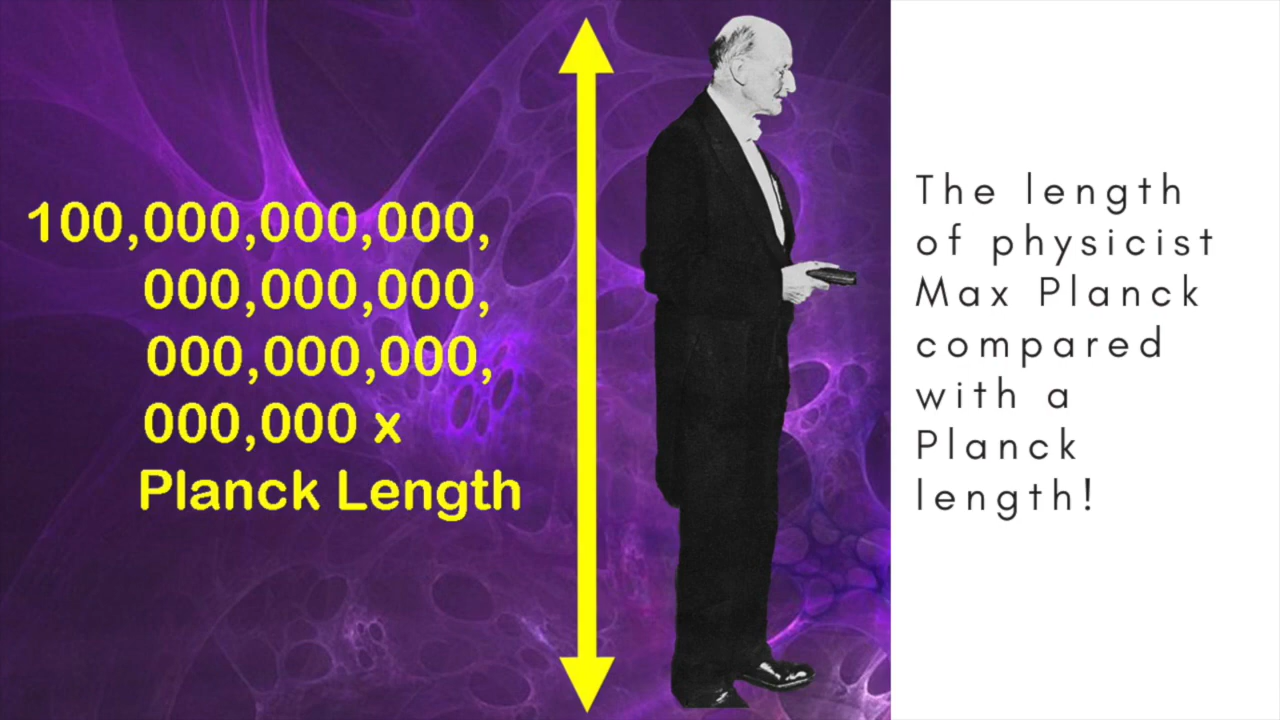 100,000,000,000,
000,000,000,
000,000,000,
000,000 x
Planck Length
The length
of physicist
Max Planck
compared
with a
Planck
length!